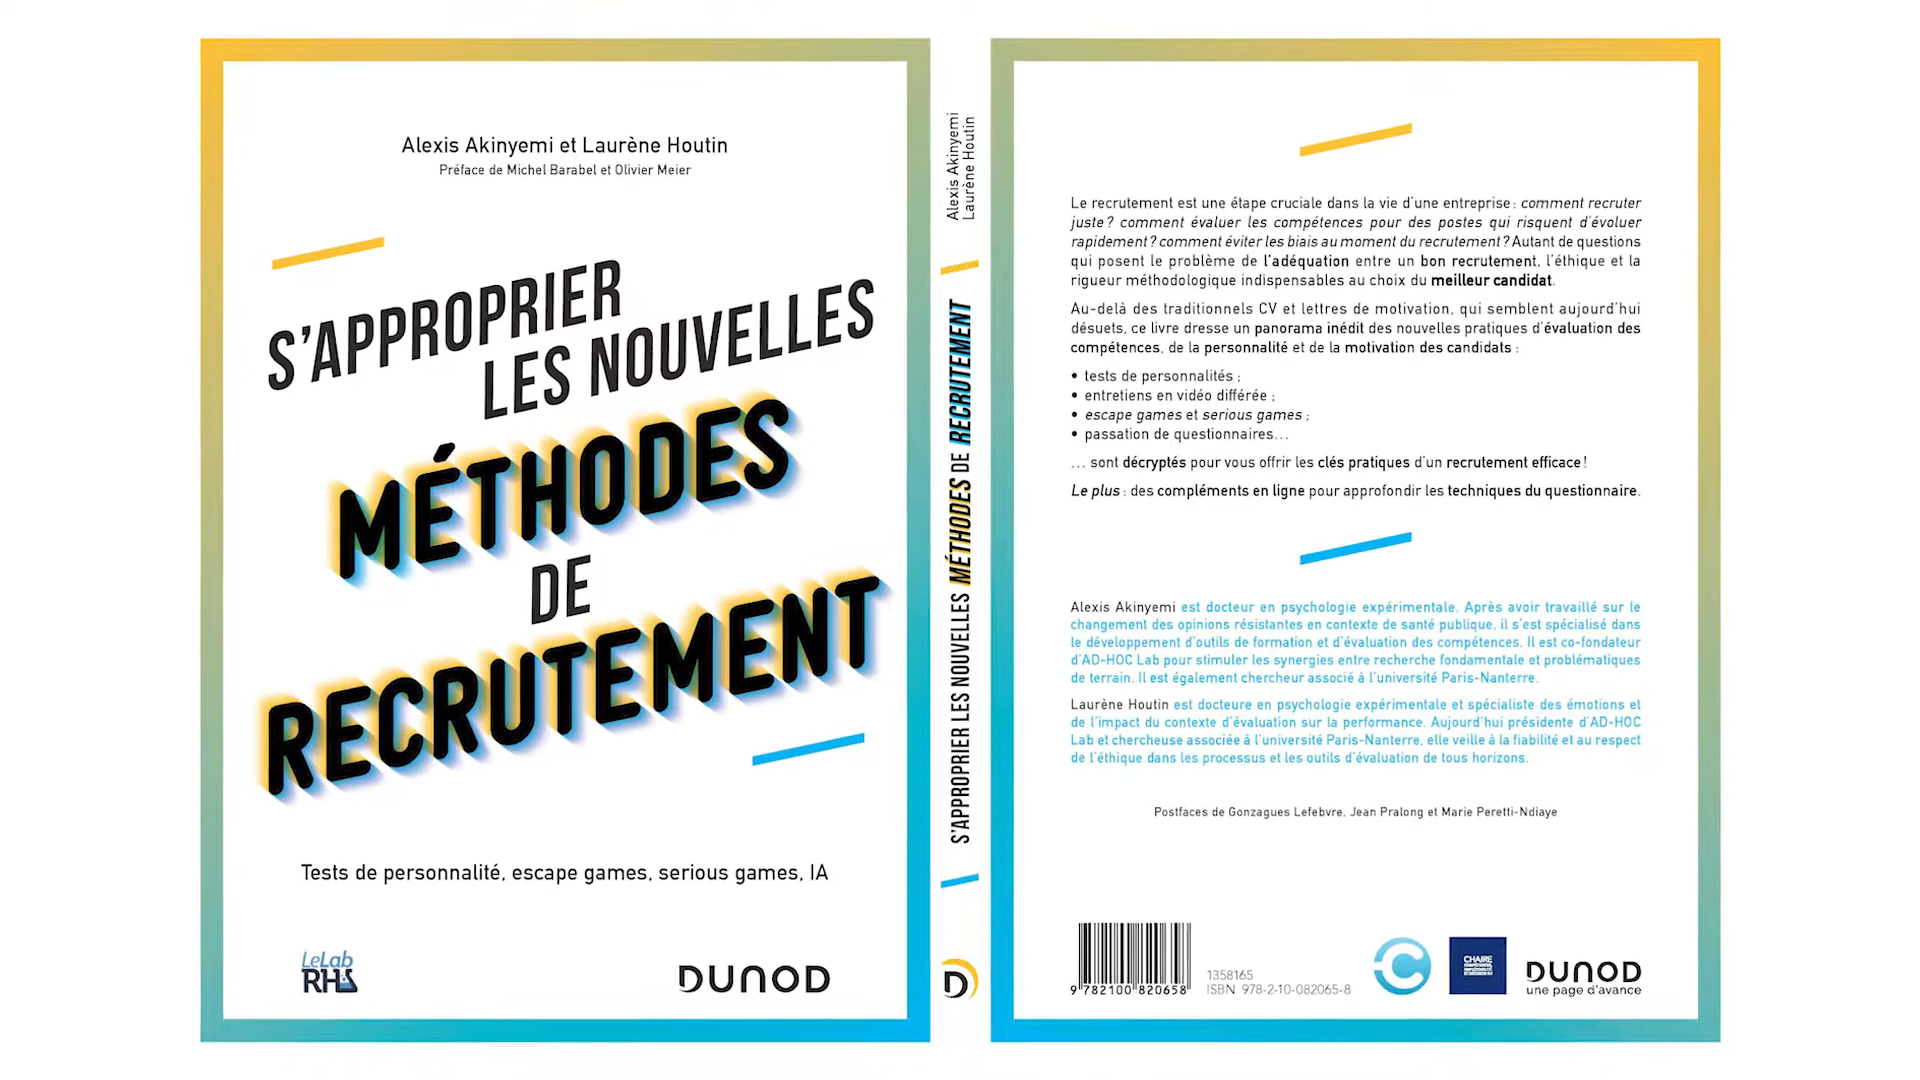 Alexis Akinyemi et Laurène Houtin
Préface de Michel Barabel et Olivier Meier
S'APPROPRIER
LES NOUVELLES
MÉTHODES
DE
RECRUTEMENT
Tests de personnalité, escape games, serious games, IA
LeLab
RH's
DUNOD
Alexis Akinyemi
Laurène Houtin
S'APPROPRIER LES NOUVELLES MÉTHODES DE RECRUTEMENT
D
Le recrutement est une étape cruciale dans la vie d'une entreprise : comment recruter
juste ? comment évaluer les compétences pour des postes qui risquent d'évoluer
rapidement ? comment éviter les biais au moment du recrutement ? Autant de questions
qui posent le problème de l'adéquation entre un bon recrutement, l'éthique et la
rigueur méthodologique indispensables au choix du meilleur candidat.
Au-delà des traditionnels CV et lettres de motivation, qui semblent aujourd'hui
désuets, ce livre dresse un panorama inédit des nouvelles pratiques d'évaluation des
compétences, de la personnalité et de la motivation des candidats :
• tests de personnalités ;
• entretiens en vidéo différée ;
• escape games et serious games ;
• passation de questionnaires...
... sont décryptés pour vous offrir les clés pratiques d'un recrutement efficace !
Le plus : des compléments en ligne pour approfondir les techniques du questionnaire.
Alexis Akinyemi est docteur en psychologie expérimentale. Après avoir travaillé sur le
changement des opinions résistantes en contexte de santé publique, il s'est spécialisé dans
le développement d'outils de formation et d'évaluation des compétences. Il est co-fondateur
d'AD-HOC Lab pour stimuler les synergies entre recherche fondamentale et problématiques
de terrain. Il est également chercheur associé à l'université Paris-Nanterre.
Laurène Houtin est docteure en psychologie expérimentale et spécialiste des émotions et
de l'impact du contexte d'évaluation sur la performance. Aujourd'hui présidente d'AD-HOC
Lab et chercheuse associée à l'université Paris-Nanterre, elle veille à la fiabilité et au respect
de l'éthique dans les processus et les outils d'évaluation de tous horizons.
Postfaces de Gonzagues Lefebvre, Jean Pralong et Marie Peretti-Ndiaye
9 782100 820658
1358165
ISBN 978-2-10-082065-8
CHAIRE
DUNOD
une page d'avance